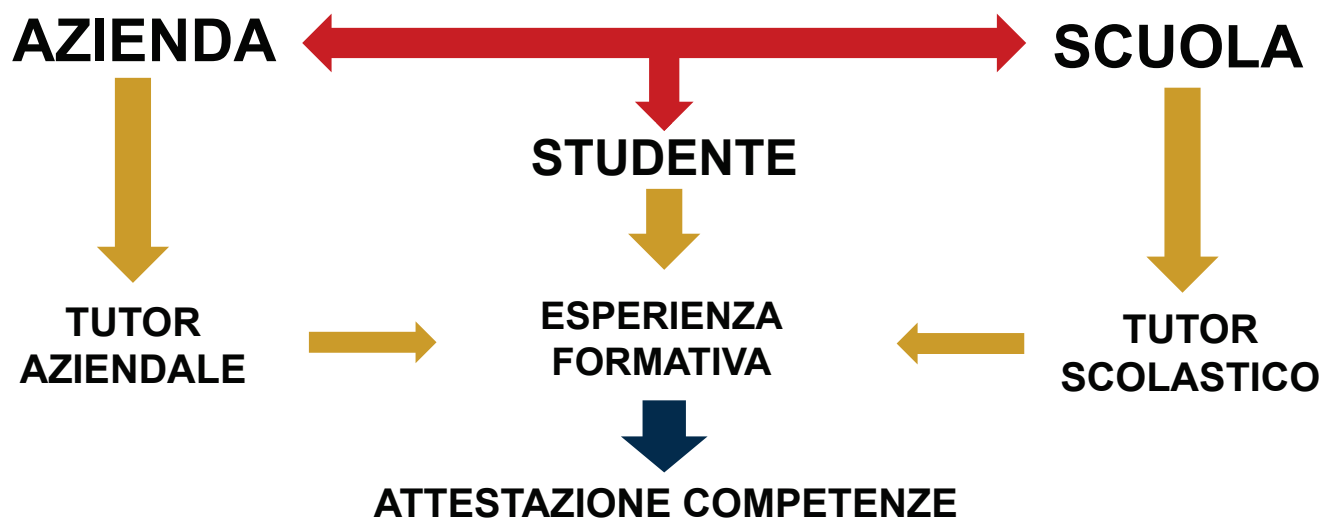 AZIENDA
SCUOLA
STUDENTE
TUTOR
AZIENDALE
ESPERIENZA
FORMATIVA
TUTOR
SCOLASTICO
ATTESTAZIONE COMPETENZE